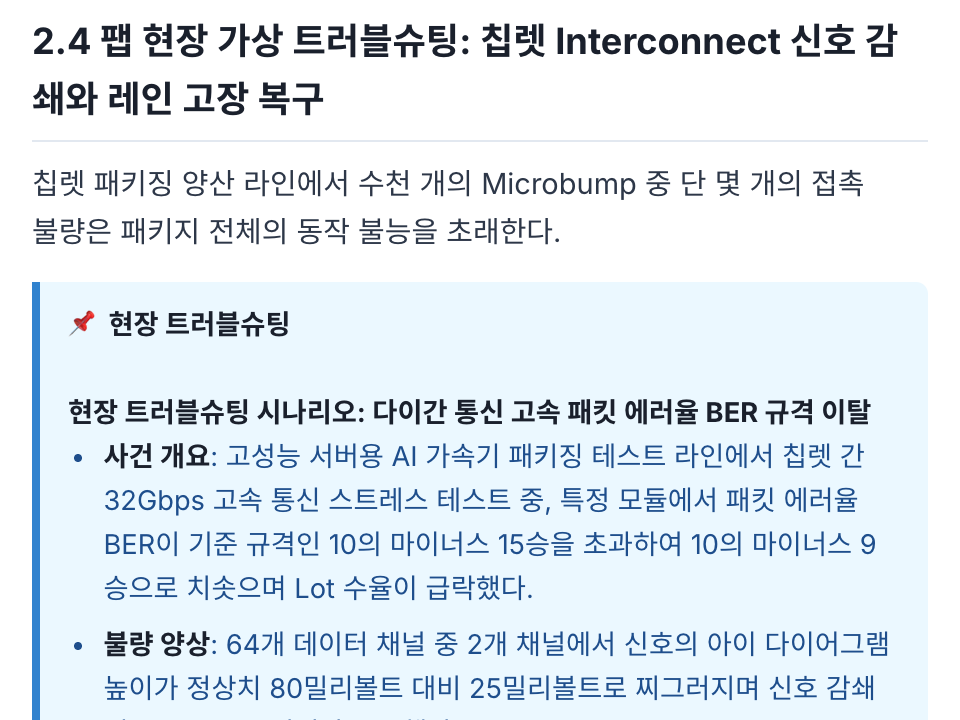 2.4 팹 현장 가상 트러블슈팅: 칩렛 Interconnect 신호 감
쇄와 레인 고장 복구
칩렛 패키징 양산 라인에서 수천 개의 Microbump 중 단 몇 개의 접촉
불량은 패키지 전체의 동작 불능을 초래한다.
📌 현장 트러블슈팅
현장 트러블슈팅 시나리오: 다이간 통신 고속 패킷 에러율 BER 규격 이탈
• 사건 개요: 고성능 서버용 AI 가속기 패키징 테스트 라인에서 칩렛 간
32Gbps 고속 통신 스트레스 테스트 중, 특정 모듈에서 패킷 에러율
BER이 기준 규격인 10의 마이너스 15승을 초과하여 10의 마이너스 9
승으로 치솟으며 Lot 수율이 급락했다.
• 불량 양상: 64개 데이터 채널 중 2개 채널에서 신호의 아이 다이어그램
높이가 정상치 80밀리볼트 대비 25밀리볼트로 찌그러지며 신호 감쇄